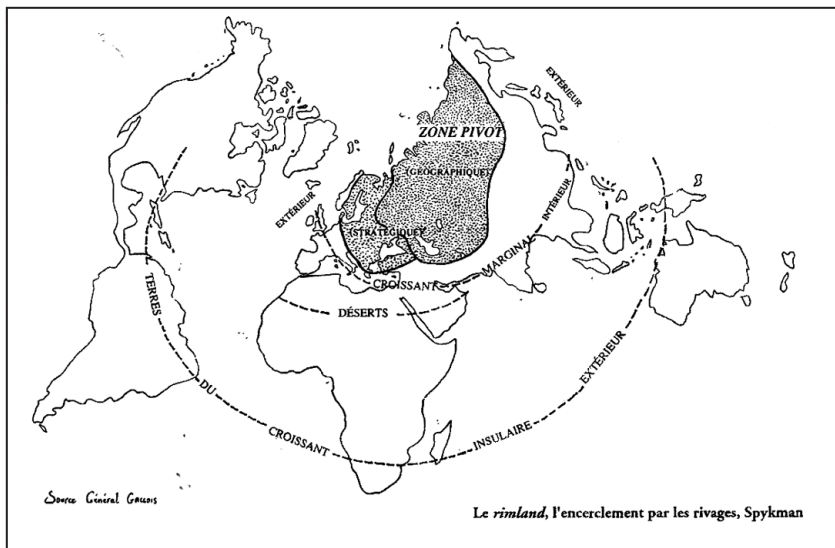 EXTÉRIEUR
ZONE PIVOT
(GÉOGRAPHIQUE)
EXTÉRIEUR
(STRATÉGIQUE)
CROISSANT MARGINAL INTÉRIEUR
DÉSERTS
TERRES DU CROISSANT INSULAIRE EXTÉRIEUR
Source Général Gallois
Le rimland, l'encerclement par les rivages, Spykman